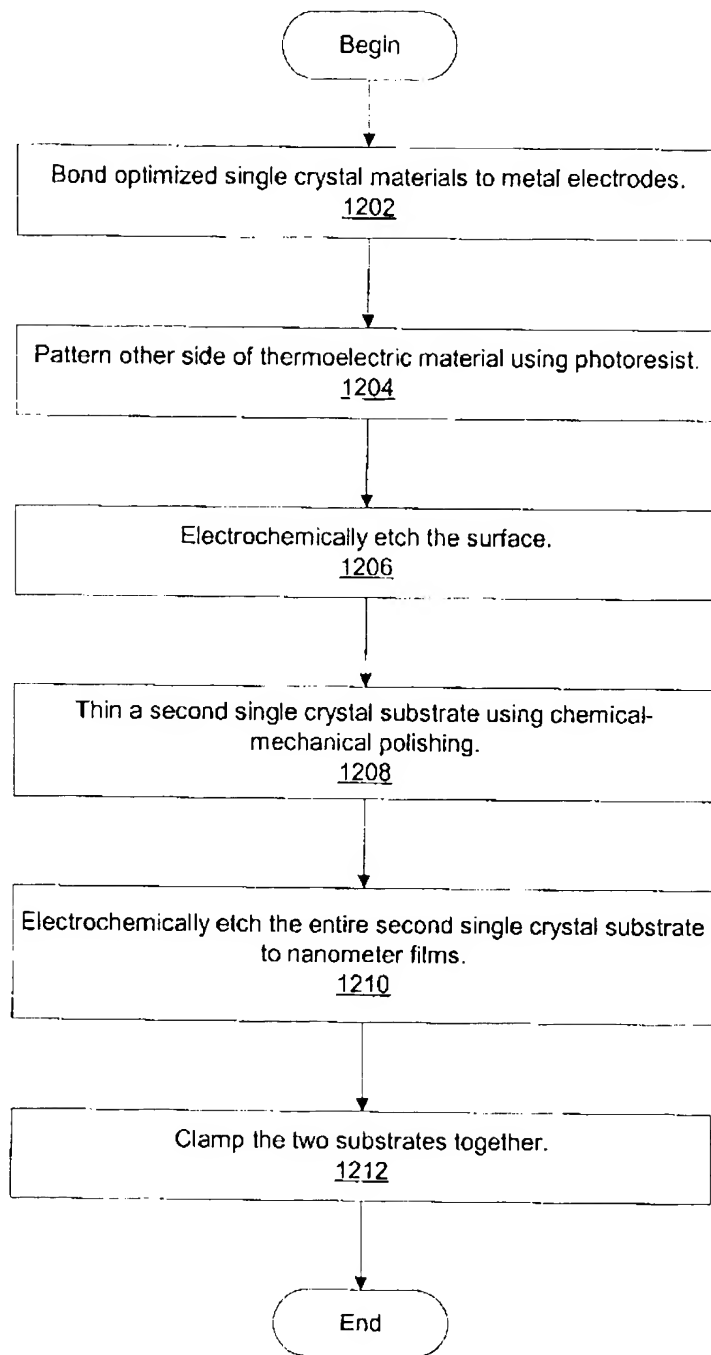 Begin
Bond optimized single crystal materials to metal electrodes.
1202
Pattern other side of thermoelectric material using photoresist.
1204
Electrochemically etch the surface.
1206
Thin a second single crystal substrate using chemical-
mechanical polishing.
1208
Electrochemically etch the entire second single crystal substrate
to nanometer films.
1210
Clamp the two substrates together.
1212
End